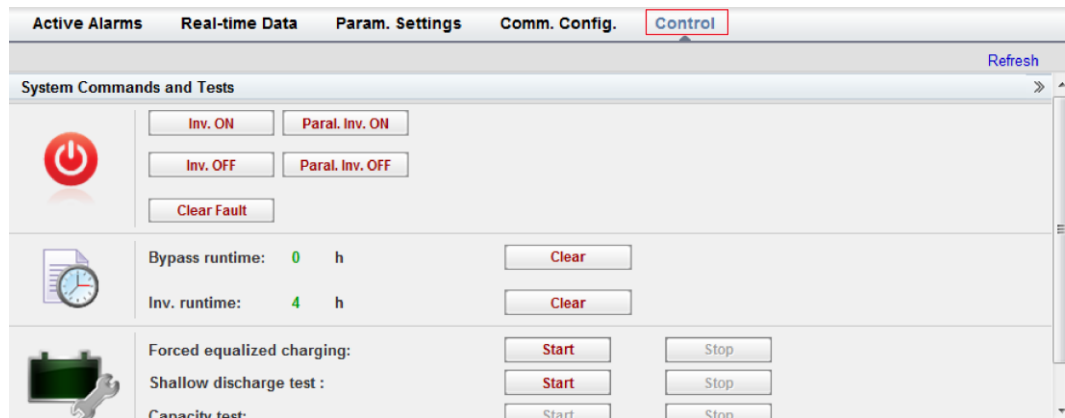 Active Alarms Real-time Data Param. Settings Comm. Config. Control
Refresh
System Commands and Tests
Inv. ON Paral. Inv. ON
Inv. OFF Paral. Inv. OFF
Clear Fault
Bypass runtime: 0 h Clear
Inv. runtime: 4 h Clear
Forced equalized charging: Start Stop
Shallow discharge test : Start Stop
Capacity test: Start Stop